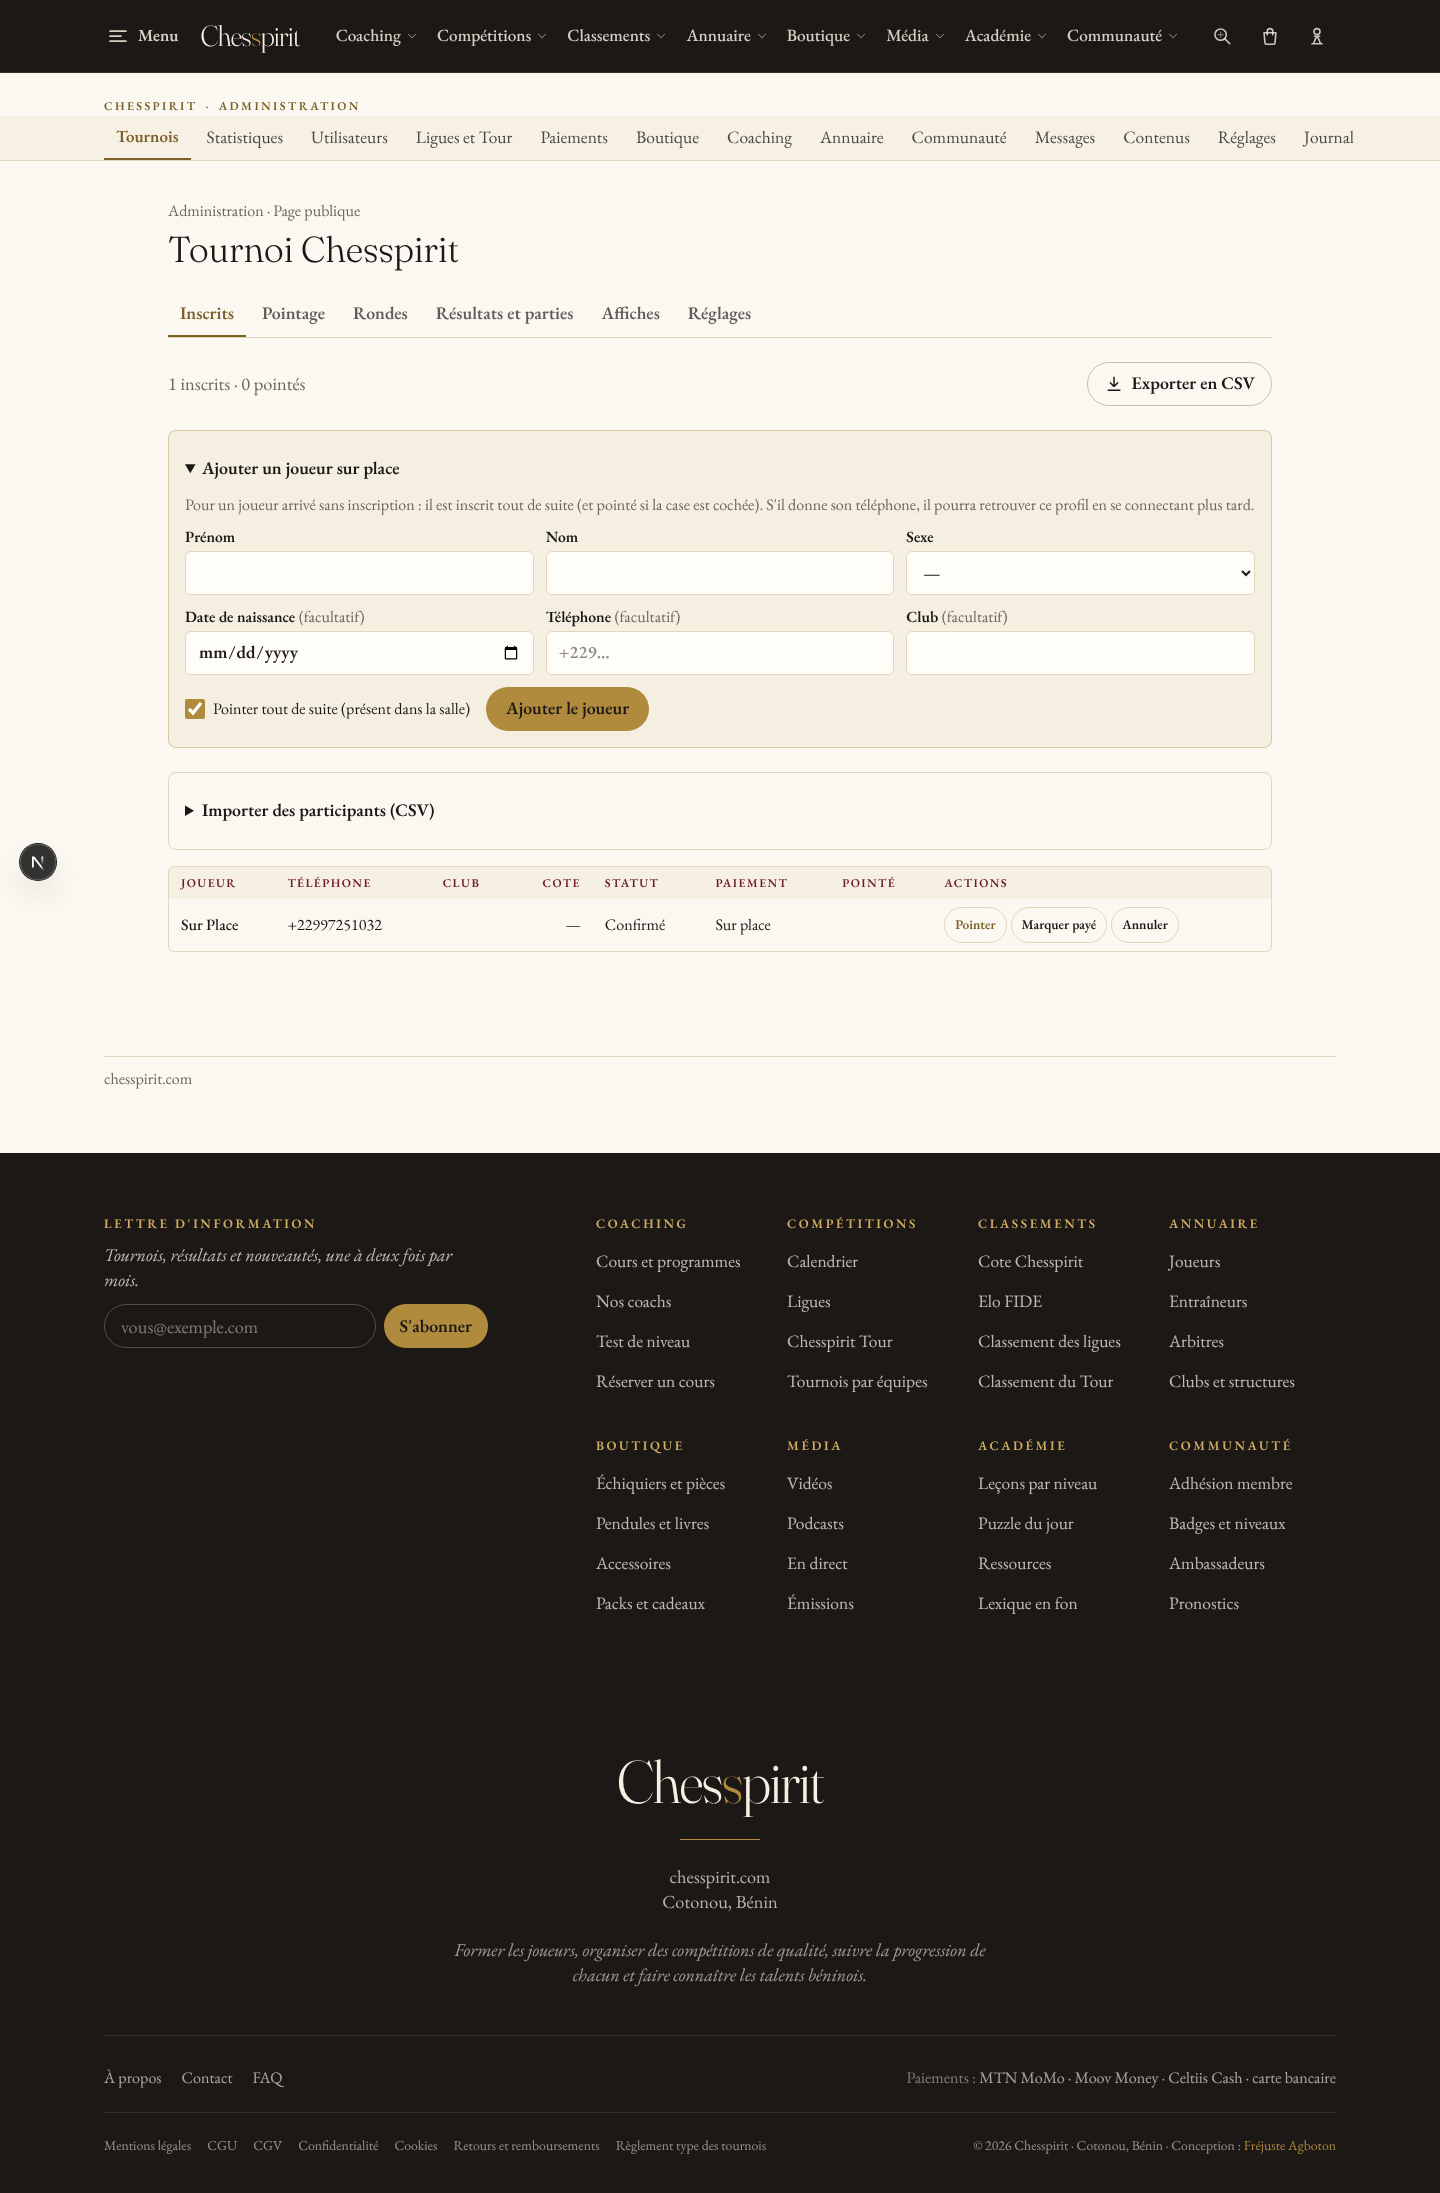 Menu Chesspirit Coaching Compétitions Classements Annuaire Boutique Média Académie Communauté
CHESSPIRIT · ADMINISTRATION
Tournois Statistiques Utilisateurs Ligues et Tour Paiements Boutique Coaching Annuaire Communauté Messages Contenus Réglages Journal
Administration · Page publique
Tournoi Chesspirit
Inscrits Pointage Rondes Résultats et parties Affiches Réglages
1 inscrits · 0 pointés Exporter en CSV
Ajouter un joueur sur place
Pour un joueur arrivé sans inscription : il est inscrit tout de suite (et pointé si la case est cochée). S'il donne son téléphone, il pourra retrouver ce profil en se connectant plus tard.
Prénom Nom Sexe
—
Date de naissance (facultatif) Téléphone (facultatif) Club (facultatif)
mm/dd/yyyy +229...
Pointer tout de suite (présent dans la salle) Ajouter le joueur
Importer des participants (CSV)
N
JOUEUR TÉLÉPHONE CLUB COTE STATUT PAIEMENT POINTÉ ACTIONS
Sur Place +22997251032 — Confirmé Sur place Pointer Marquer payé Annuler
chesspirit.com
LETTRE D'INFORMATION
Tournois, résultats et nouveautés, une à deux fois par
mois.
vous@exemple.com S'abonner
COACHING
Cours et programmes
Nos coachs
Test de niveau
Réserver un cours
COMPÉTITIONS
Calendrier
Ligues
Chesspirit Tour
Tournois par équipes
CLASSEMENTS
Cote Chesspirit
Elo FIDE
Classement des ligues
Classement du Tour
ANNUAIRE
Joueurs
Entraîneurs
Arbitres
Clubs et structures
BOUTIQUE
Échiquiers et pièces
Pendules et livres
Accessoires
Packs et cadeaux
MÉDIA
Vidéos
Podcasts
En direct
Émissions
ACADÉMIE
Leçons par niveau
Puzzle du jour
Ressources
Lexique en fon
COMMUNAUTÉ
Adhésion membre
Badges et niveaux
Ambassadeurs
Pronostics
Chesspirit
chesspirit.com
Cotonou, Bénin
Former les joueurs, organiser des compétitions de qualité, suivre la progression de
chacun et faire connaître les talents béninois.
À propos Contact FAQ Paiements : MTN MoMo · Moov Money · Celtiis Cash · carte bancaire
Mentions légales CGU CGV Confidentialité Cookies Retours et remboursements Règlement type des tournois © 2026 Chesspirit · Cotonou, Bénin · Conception : Fréjuste Agboton